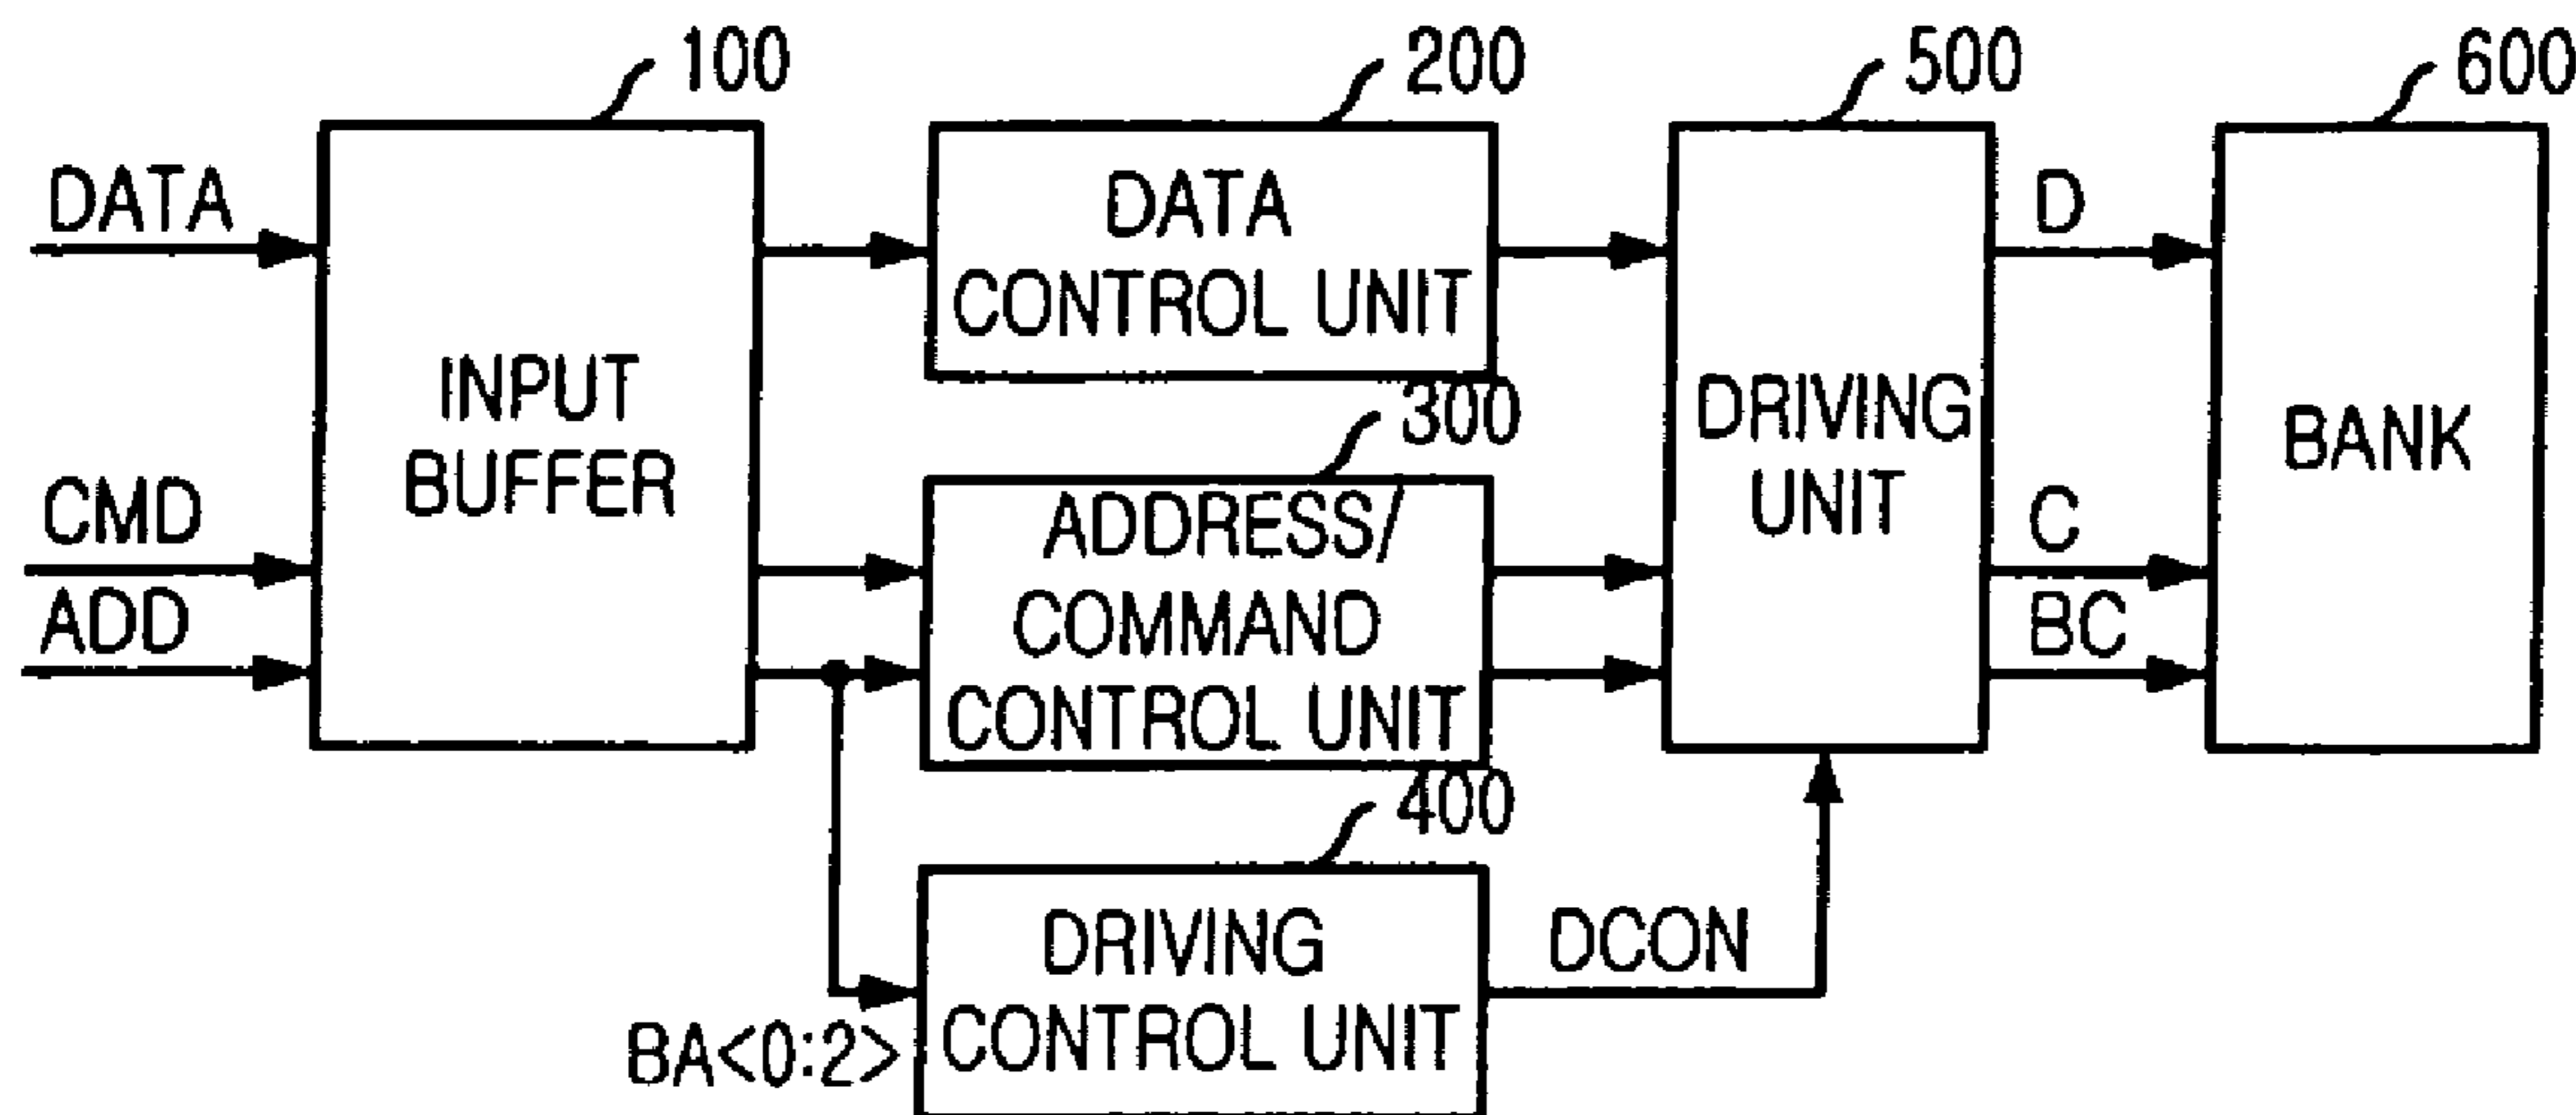 100
200
500
600
DATA
INPUT
BUFFER
CMD
ADD
DATA
CONTROL UNIT
300
ADDRESS/
COMMAND
CONTROL UNIT
400
DRIVING
CONTROL UNIT
BA<0:2>
DCON
DRIVING
UNIT
D
C
BC
BANK